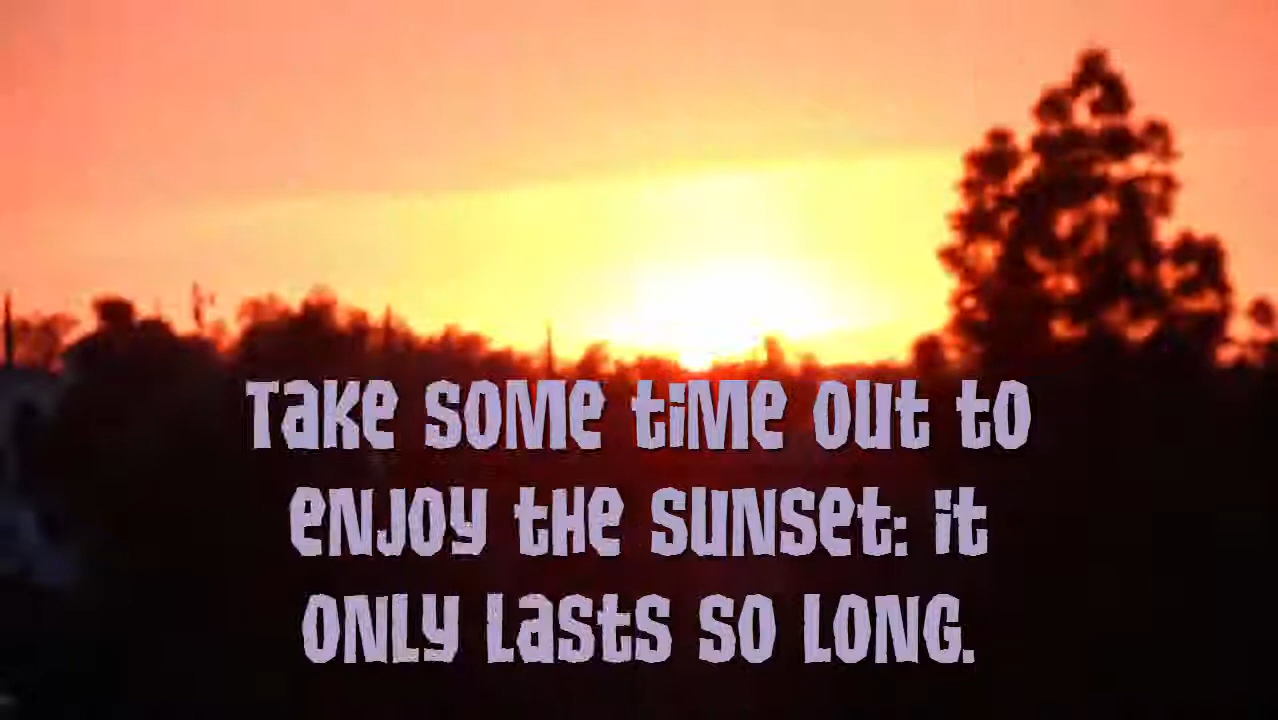 Take some time out to
enjoy the sunset: it
only lasts so long.